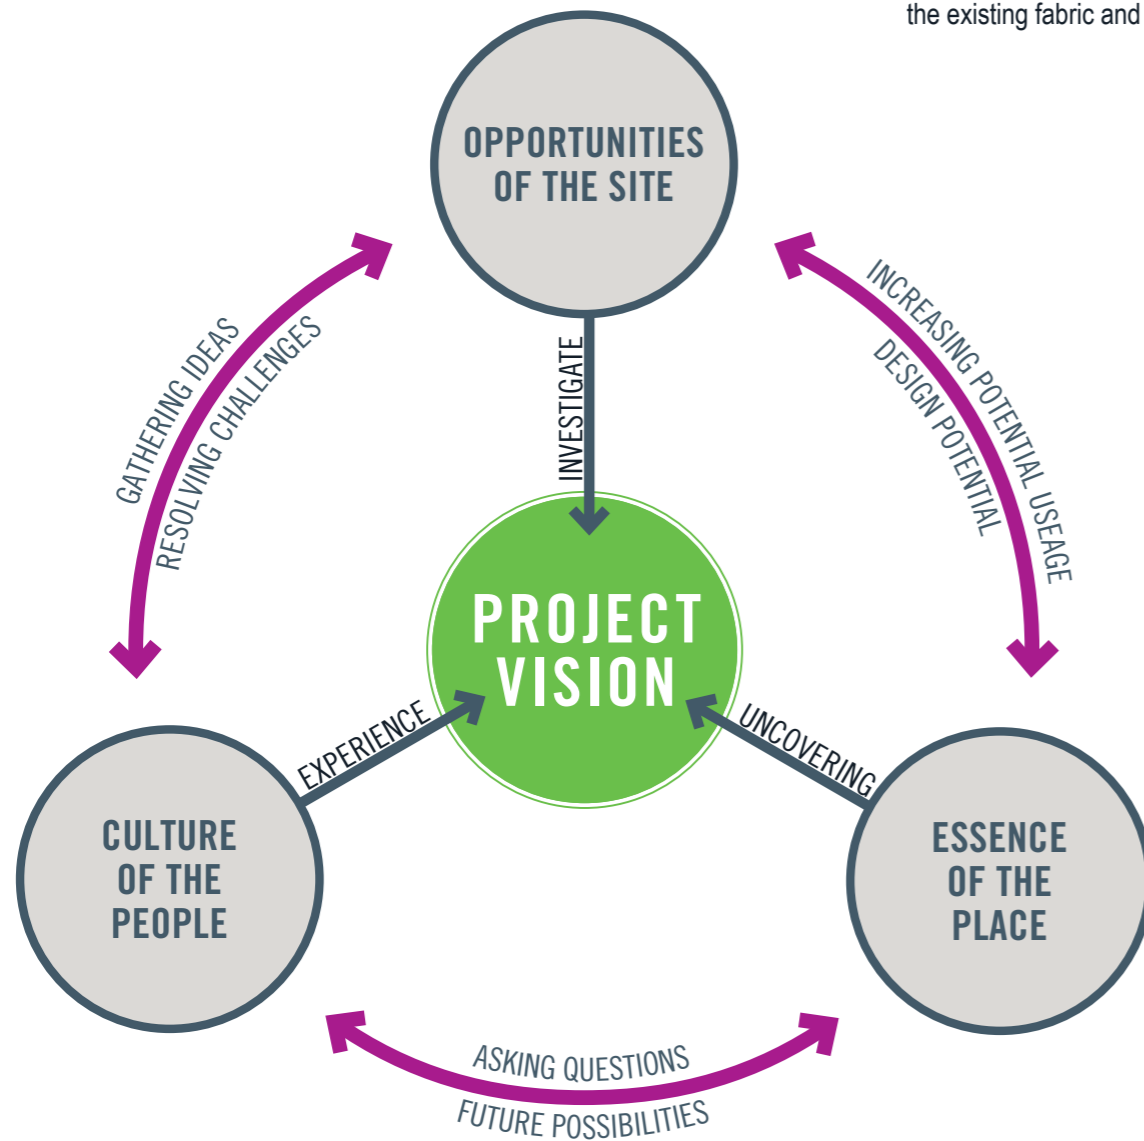 the existing fabric and
OPPORTUNITIES
OF THE SITE
GATHERING IDEAS
RESOLVING CHALLENGES
INVESTIGATE
INCREASING POTENTIAL USEAGE
DESIGN POTENTIAL
PROJECT
VISION
EXPERIENCE
UNCOVERING
CULTURE
OF THE
PEOPLE
ESSENCE
OF THE
PLACE
ASKING QUESTIONS
FUTURE POSSIBILITIES